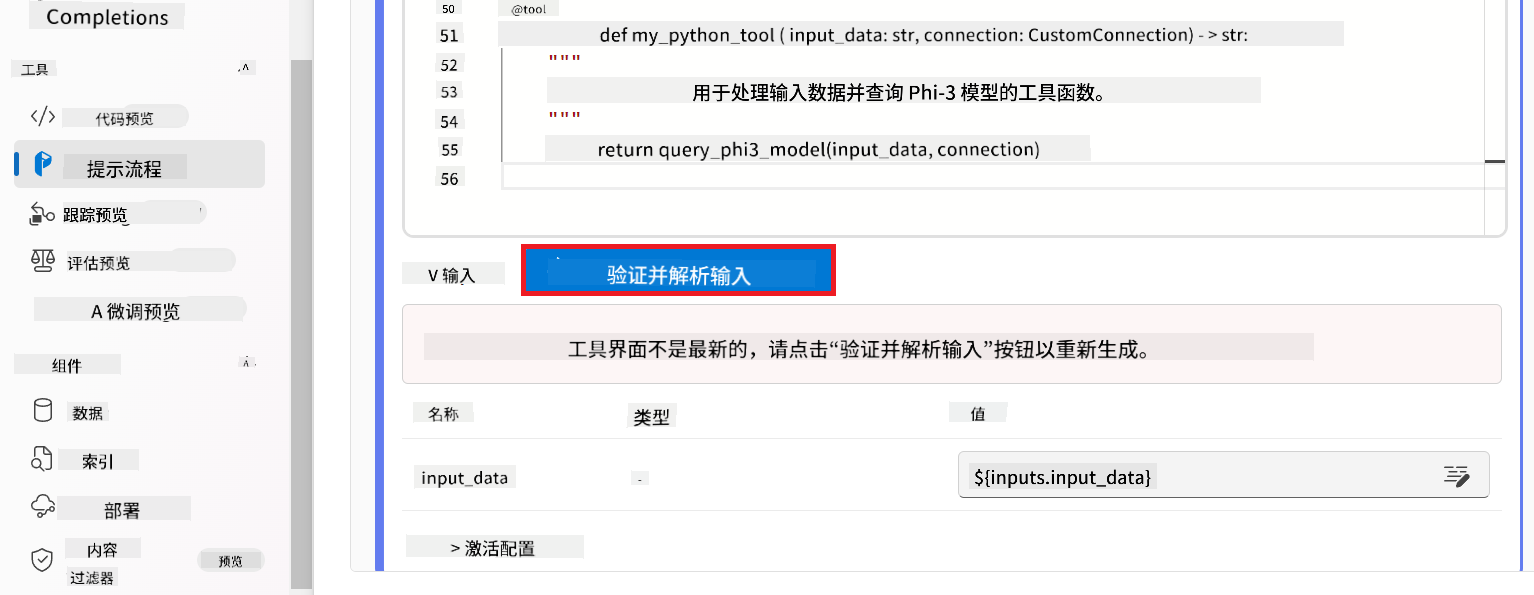 Completions
工具
代码预览
提示流程
跟踪预览
评估预览
A 微调预览
组件
数据
索引
部署
内容
过滤器
预览
50 @tool
51 def my_python_tool ( input_data: str, connection: CustomConnection) - > str:
52 """
53 用于处理输入数据并查询 Phi-3 模型的工具函数。
54 """
55 return query_phi3_model(input_data, connection)
56
V 输入 验证并解析输入
工具界面不是最新的，请点击“验证并解析输入”按钮以重新生成。
名称 类型 值
input_data - ${inputs.input_data}
> 激活配置